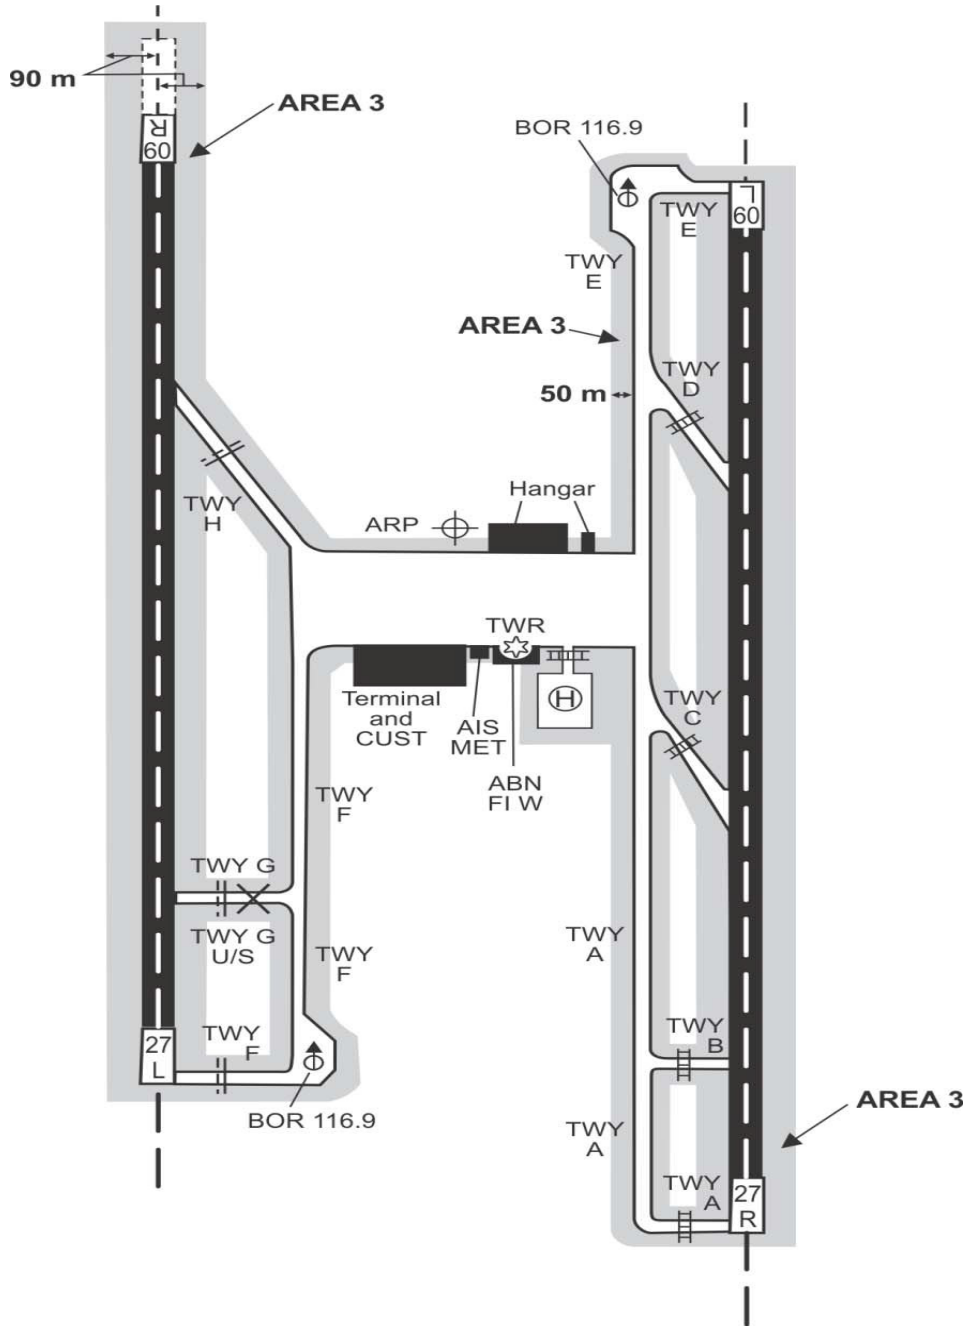 90 m
AREA 3
09
R
BOR 116.9
09
L
TWY
E
TWY
E
AREA 3
50 m
TWY
D
TWY
H
ARP
Hangar
TWR
Terminal
and
CUST
AIS
MET
H
ABN
FI W
TWY
C
TWY
F
TWY G
TWY G
U/S
TWY
F
TWY
A
TWY
B
27
L
TWY
F
BOR 116.9
TWY
A
TWY
A
27
R
AREA 3